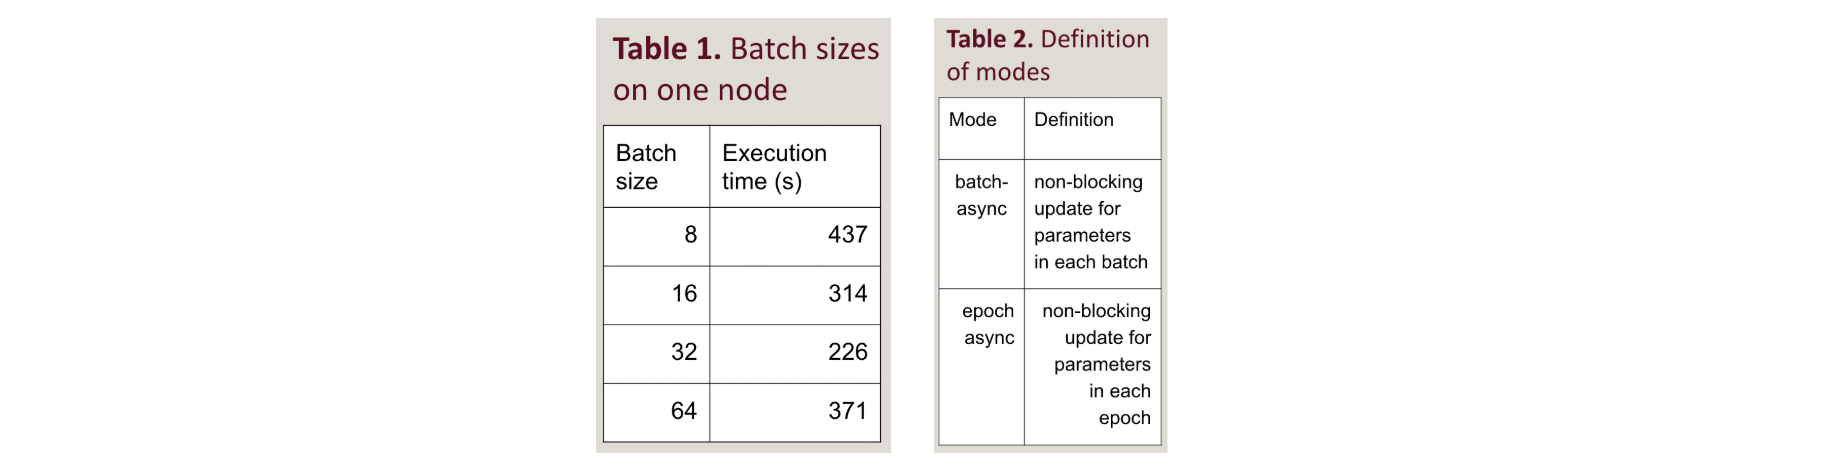 Table 1. Batch sizes
on one node
Batch
size
Execution
time (s)
8
437
16
314
32
226
64
371
Table 2. Definition
of modes
Mode
Definition
batch-
async
non-blocking
update for
parameters
in each batch
epoch
async
non-blocking
update for
parameters
in each
epoch